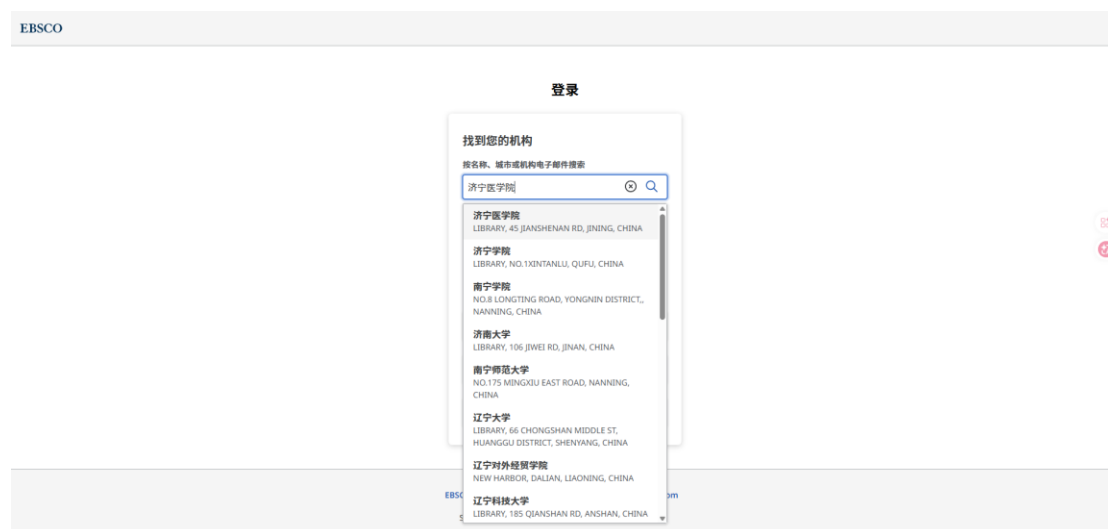 EBSCO
登录
找到您的机构
按名称、城市或机构电子邮件搜索
济宁医学院
济宁医学院
LIBRARY, 45 JIANSHENAN RD, JINING, CHINA
济宁学院
LIBRARY, NO.1XINTANLU, QUFU, CHINA
南宁学院
NO.8 LONGTING ROAD, YONGNIN DISTRICT,,
NANNING, CHINA
济南大学
LIBRARY, 106 JIWEI RD, JINAN, CHINA
南宁师范大学
NO.175 MINGXIU EAST ROAD, NANNING,
CHINA
辽宁大学
LIBRARY, 66 CHONGSHAN MIDDLE ST,
HUANGGU DISTRICT, SHENYANG, CHINA
辽宁对外经贸学院
NEW HARBOR, DALIAN, LIAONING, CHINA
辽宁科技大学
LIBRARY, 185 QIANSHAN RD, ANSHAN, CHINA